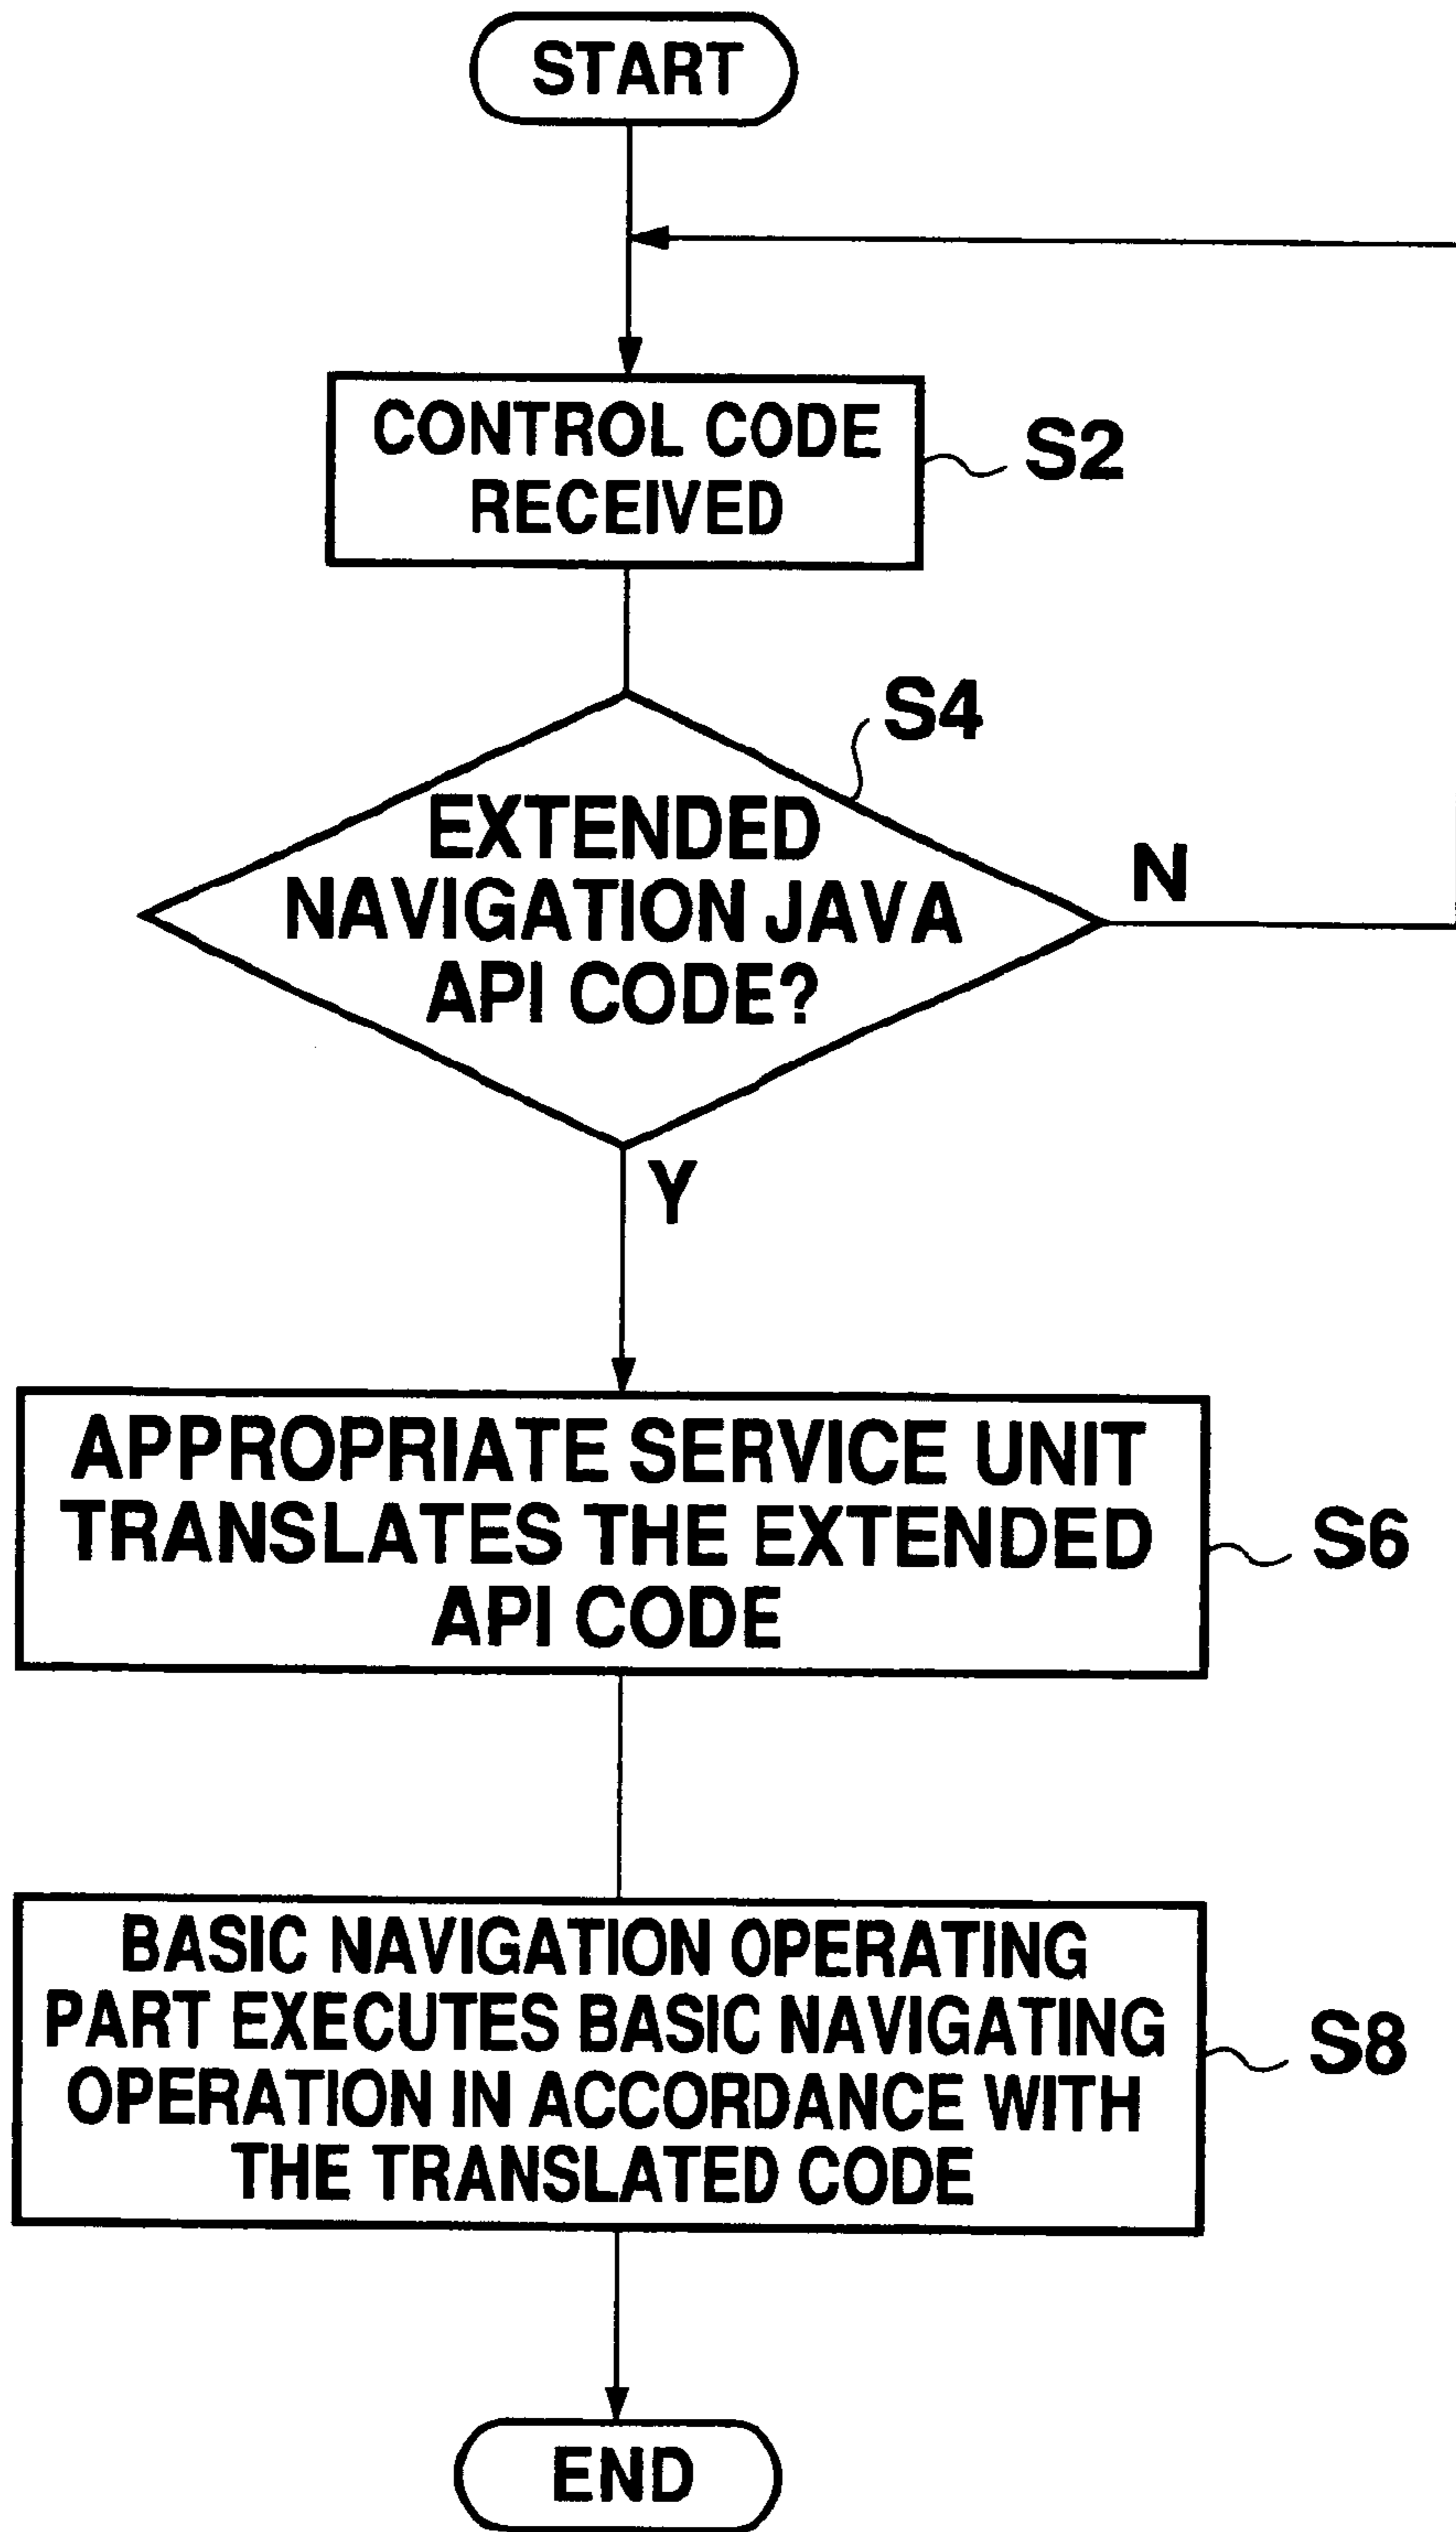 START
CONTROL CODE
RECEIVED
S2
S4
EXTENDED
NAVIGATION JAVA
API CODE?
N
Y
APPROPRIATE SERVICE UNIT
TRANSLATES THE EXTENDED
API CODE
S6
BASIC NAVIGATION OPERATING
PART EXECUTES BASIC NAVIGATING
OPERATION IN ACCORDANCE WITH
THE TRANSLATED CODE
S8
END